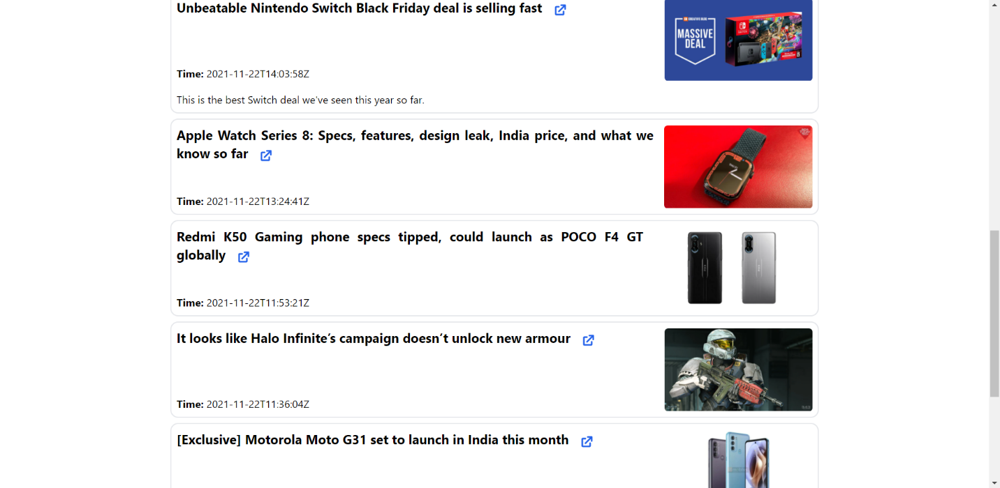 Unbeatable Nintendo Switch Black Friday deal is selling fast
MASSIVE
DEAL
Time: 2021-11-22T14:03:58Z
This is the best Switch deal we've seen this year so far.
Apple Watch Series 8: Specs, features, design leak, India price, and what we
know so far
Time: 2021-11-22T13:24:41Z
Redmi K50 Gaming phone specs tipped, could launch as POCO F4 GT
globally
Time: 2021-11-22T11:53:21Z
It looks like Halo Infinite’s campaign doesn’t unlock new armour
Time: 2021-11-22T11:36:04Z
[Exclusive] Motorola Moto G31 set to launch in India this month